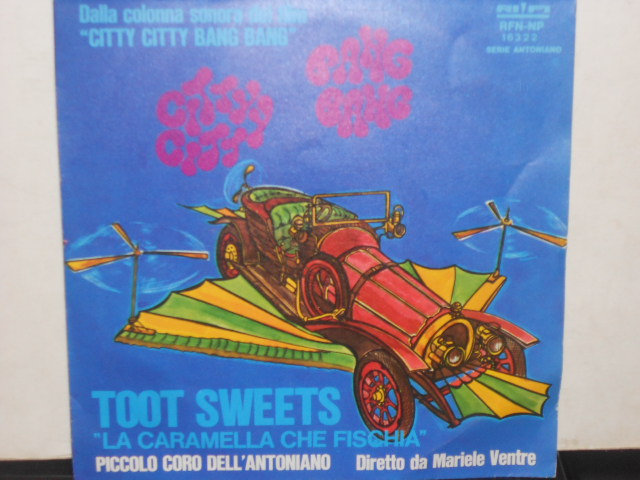 Dalla colonna sonora del film
"CITTY CITTY BANG BANG"
RFN-NP
16322
SERIE ANTONIANO
CITTY CITTY
BANG BANG
TOOT SWEETS
"LA CARAMELLA CHE FISCHIA"
PICCOLO CORO DELL'ANTONIANO Diretto da Mariele Ventre